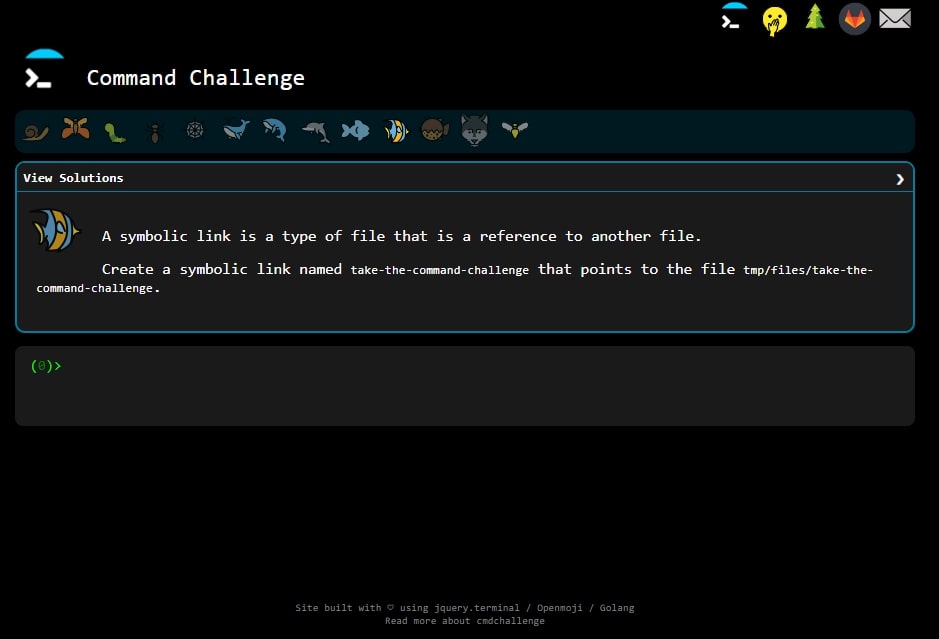 Command Challenge
View Solutions
A symbolic link is a type of file that is a reference to another file.
Create a symbolic link named take-the-command-challenge that points to the file tmp/files/take-the-
command-challenge.
(0)>
Site built with ♡ using jquery.terminal / Openmoji / Golang
Read more about cmdchallenge